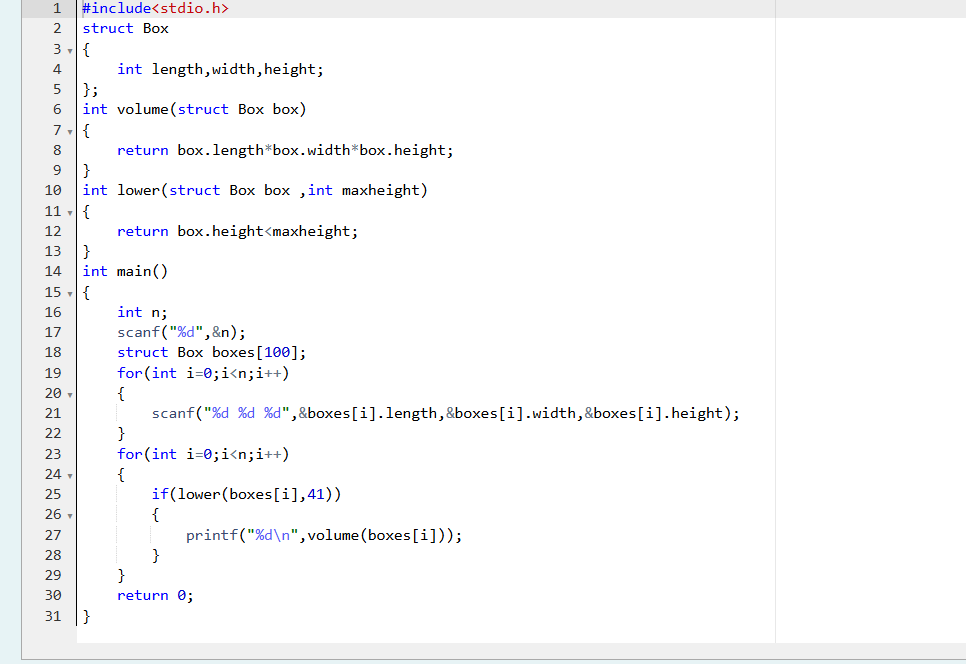 1 #include<stdio.h>
2 struct Box
3 {
4     int length,width,height;
5 };
6 int volume(struct Box box)
7 {
8     return box.length*box.width*box.height;
9 }
10 int lower(struct Box box ,int maxheight)
11 {
12     return box.height<maxheight;
13 }
14 int main()
15 {
16     int n;
17     scanf("%d",&n);
18     struct Box boxes[100];
19     for(int i=0;i<n;i++)
20     {
21         scanf("%d %d %d",&boxes[i].length,&boxes[i].width,&boxes[i].height);
22     }
23     for(int i=0;i<n;i++)
24     {
25         if(lower(boxes[i],41))
26         {
27             printf("%d\n",volume(boxes[i]));
28         }
29     }
30     return 0;
31 }